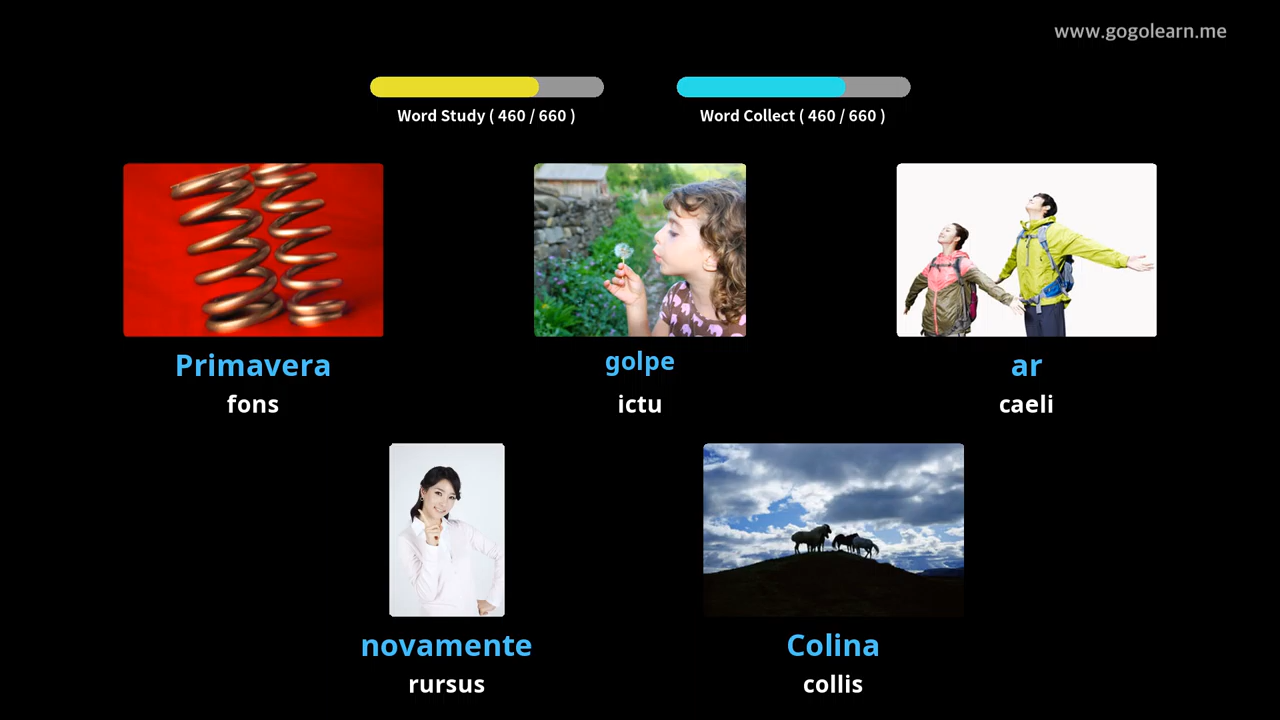 www.gogolearn.me
Word Study ( 460 / 660 )
Word Collect ( 460 / 660 )
Primavera
fons
golpe
ictu
ar
caeli
novamente
rursus
Colina
collis